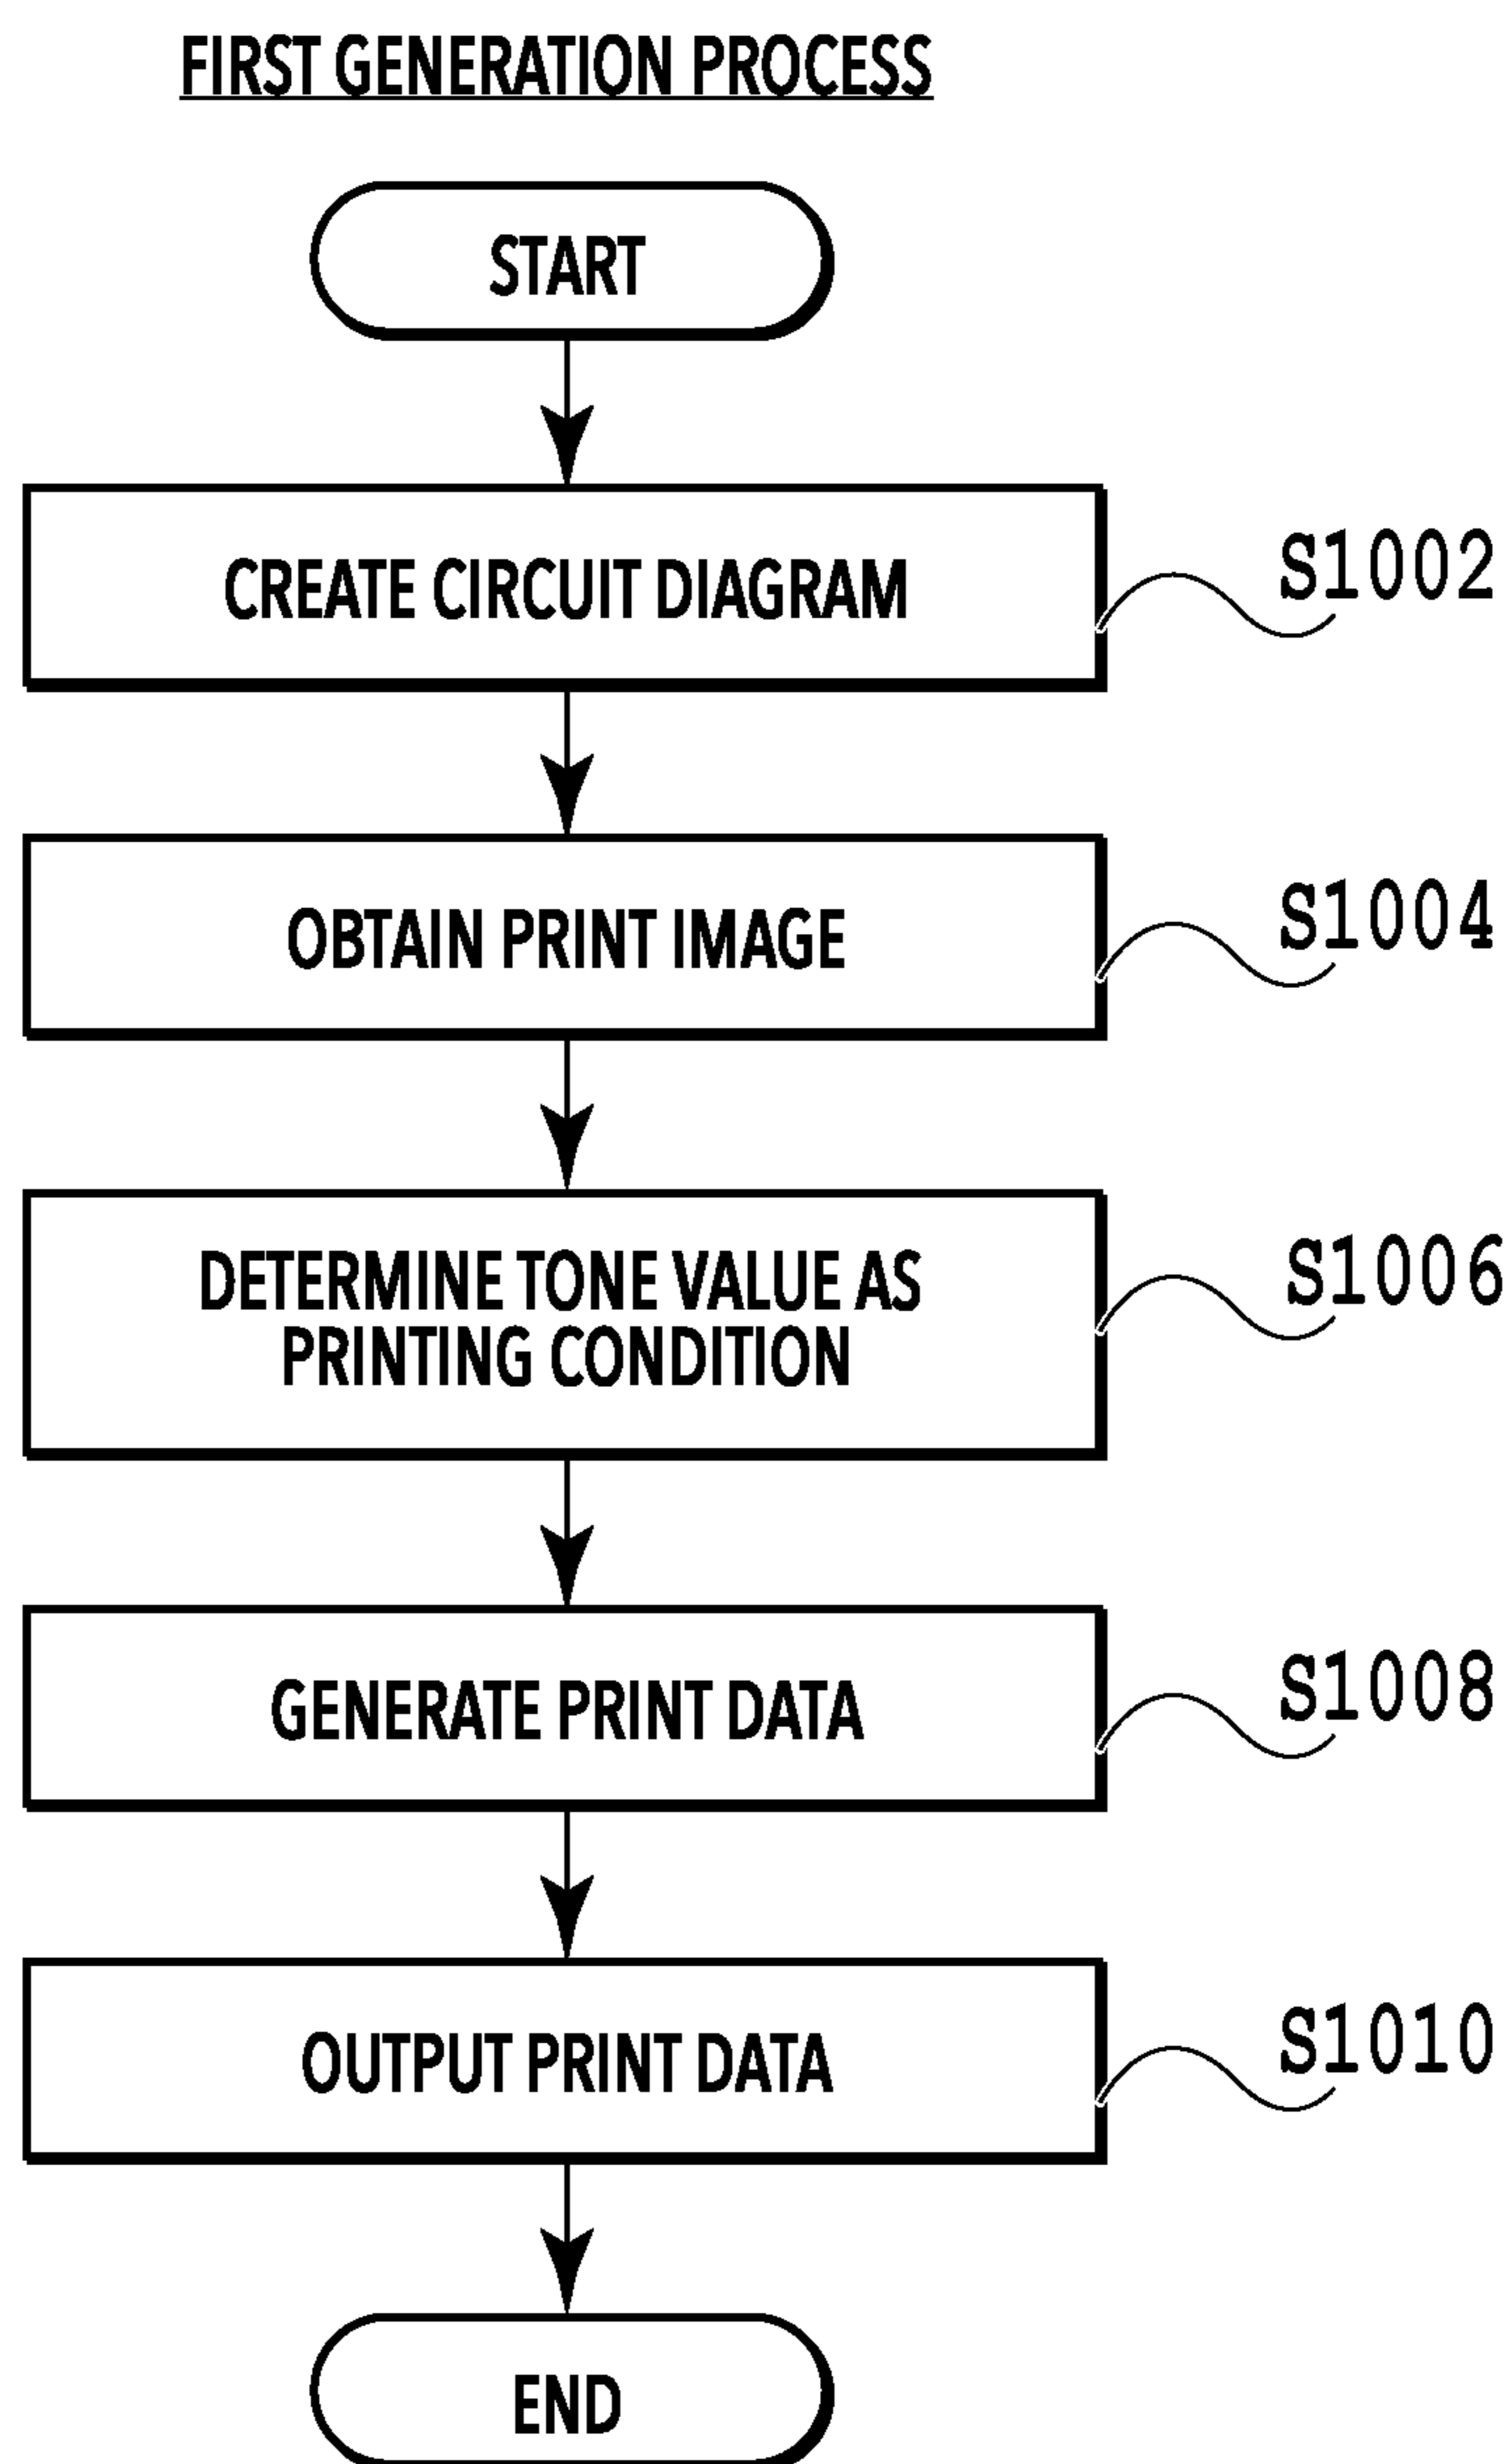 FIRST GENERATION PROCESS
START
CREATE CIRCUIT DIAGRAM
S1002
OBTAIN PRINT IMAGE
S1004
DETERMINE TONE VALUE AS
PRINTING CONDITION
S1006
GENERATE PRINT DATA
S1008
OUTPUT PRINT DATA
S1010
END